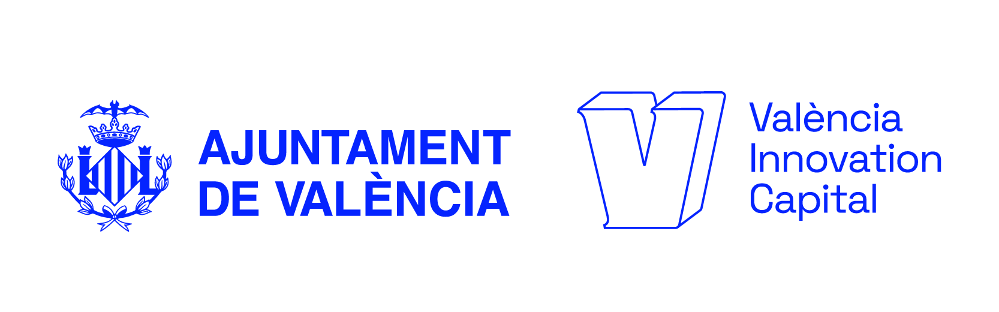 AJUNTAMENT
DE VALÈNCIA
V
València
Innovation
Capital